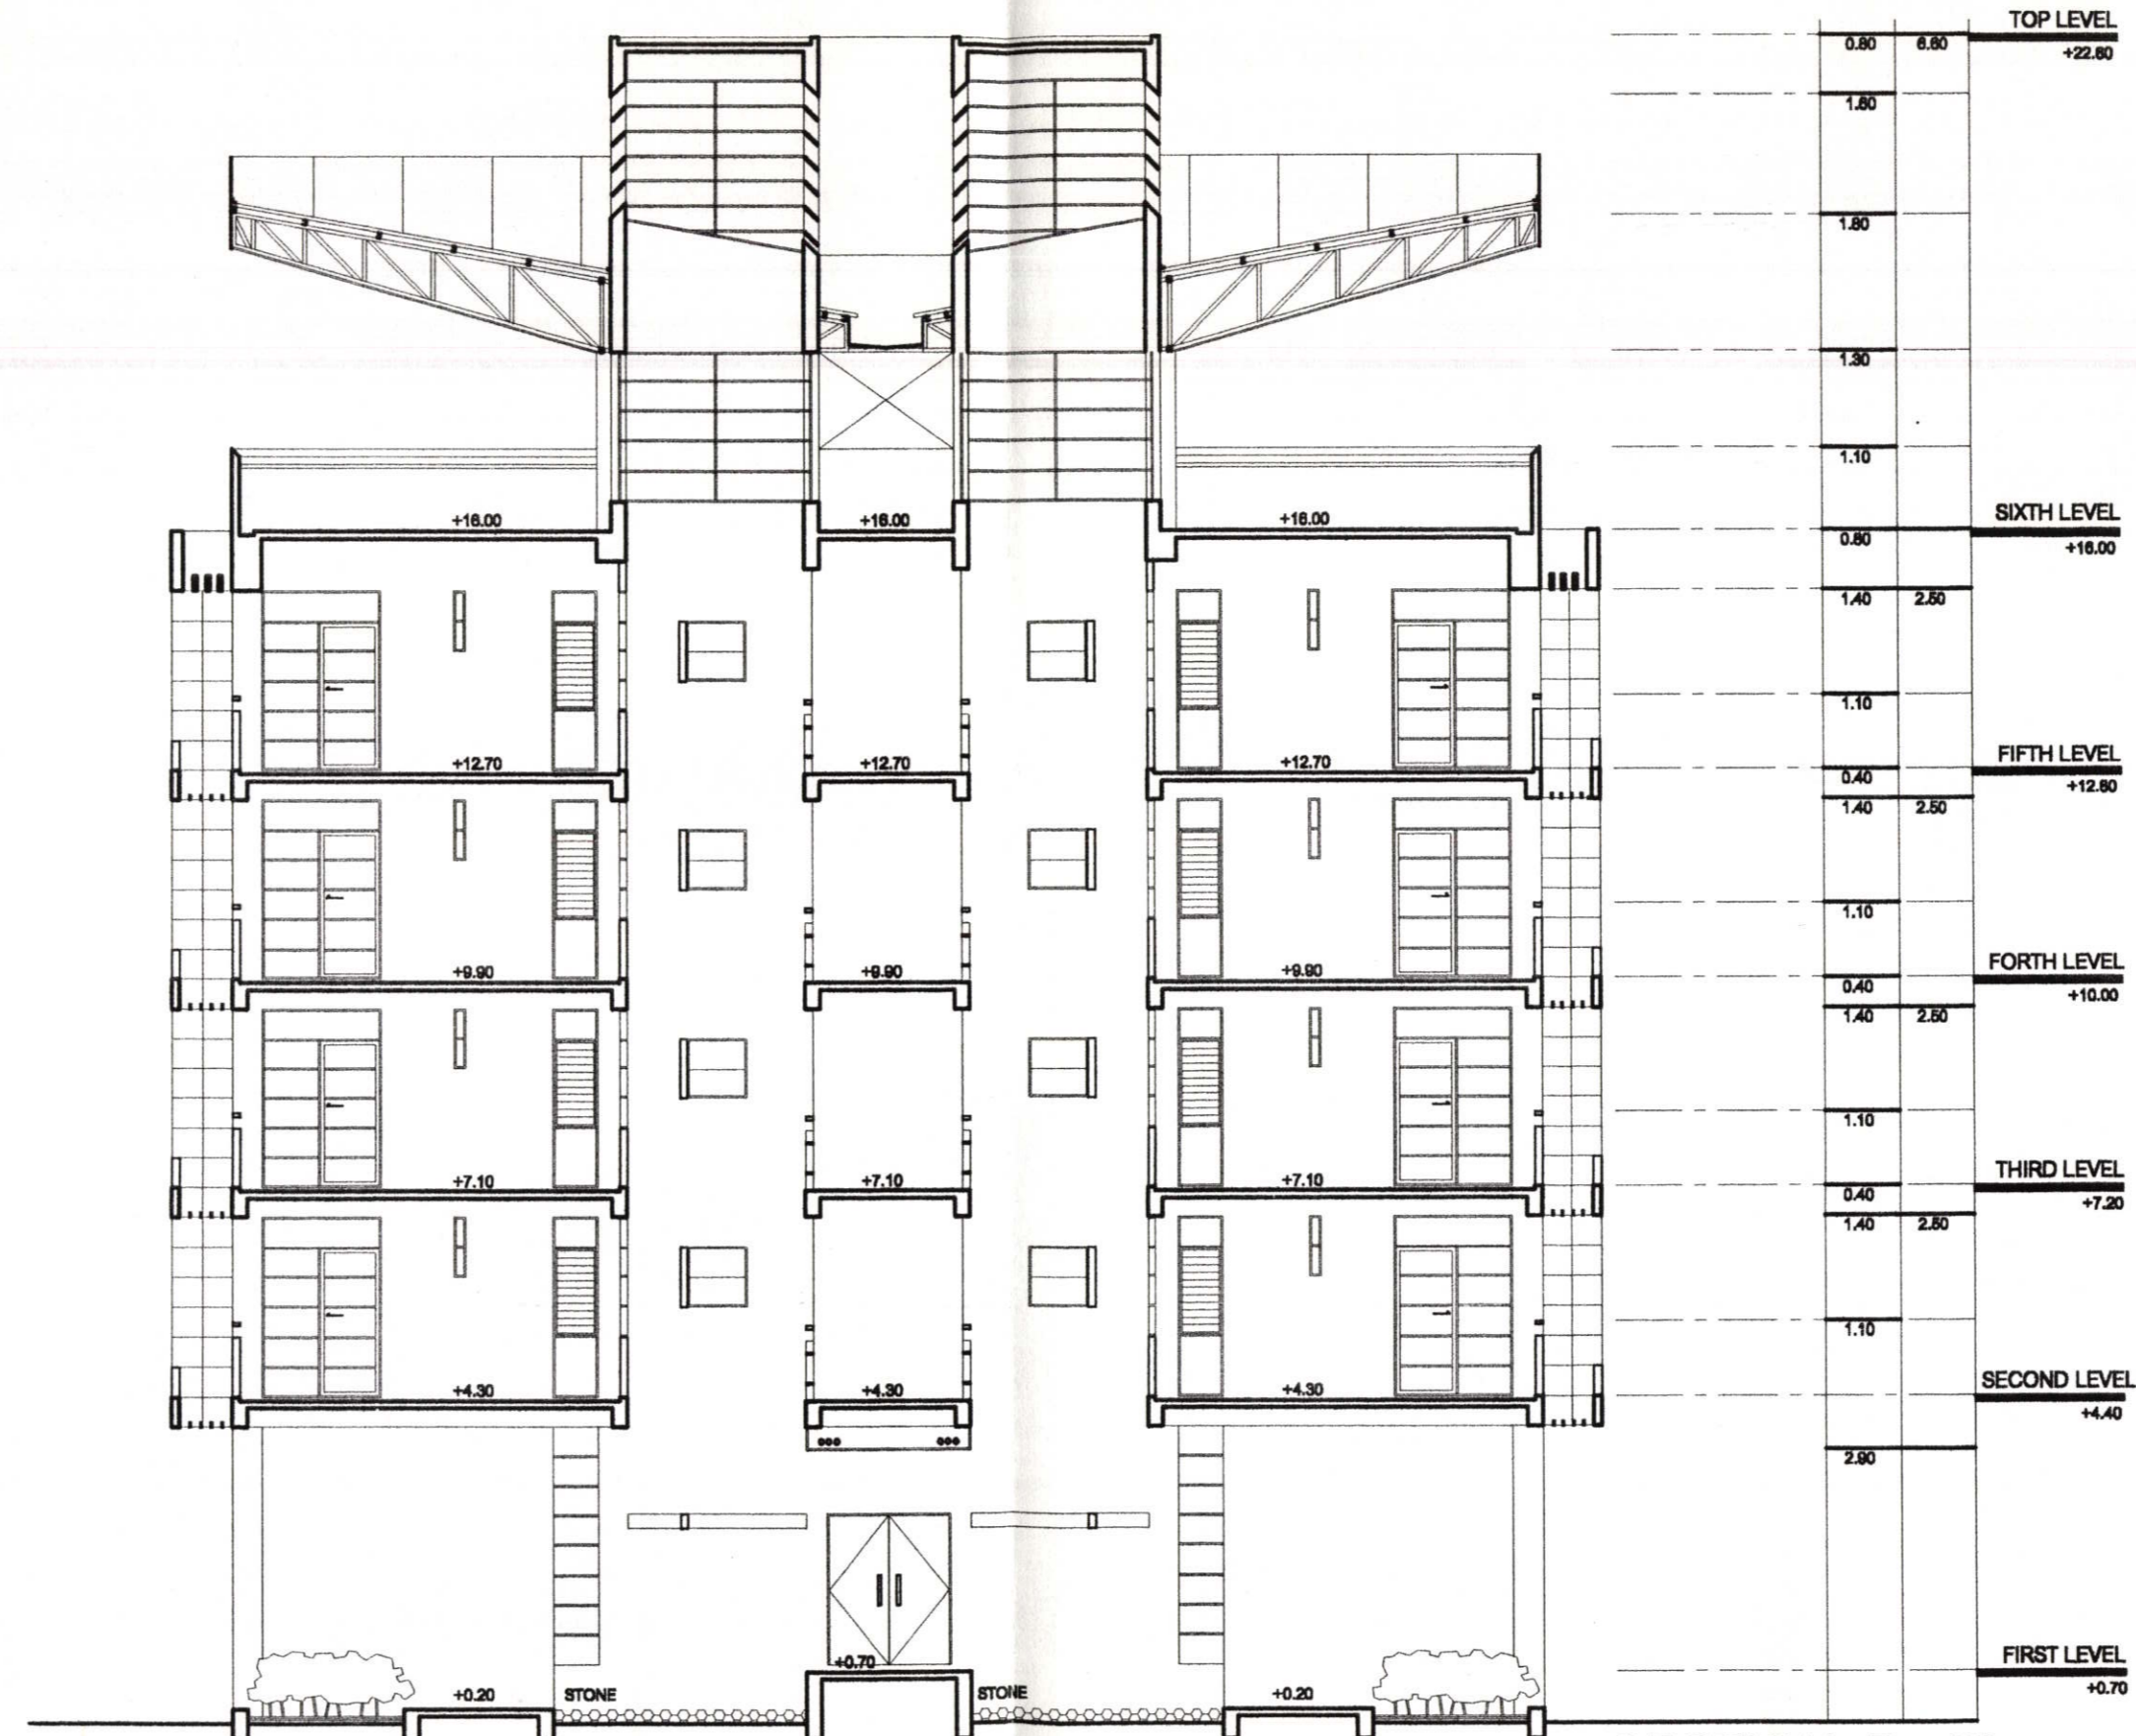 TOP LEVEL
0.80 6.60
+22.60
1.60
1.80
1.30
1.10
SIXTH LEVEL
+16.00 +16.00 +16.00
0.80
+16.00
1.40 2.50
1.10
FIFTH LEVEL
+12.70 +12.70 +12.70
0.40
+12.80
1.40 2.50
1.10
FORTH LEVEL
+9.90 +9.90 +9.90
0.40
+10.00
1.40 2.50
1.10
THIRD LEVEL
+7.10 +7.10 +7.10
0.40
+7.20
1.40 2.50
1.10
SECOND LEVEL
+4.30 +4.30 +4.30
+4.40
2.90
FIRST LEVEL
+0.70
+0.70
+0.20 STONE STONE +0.20